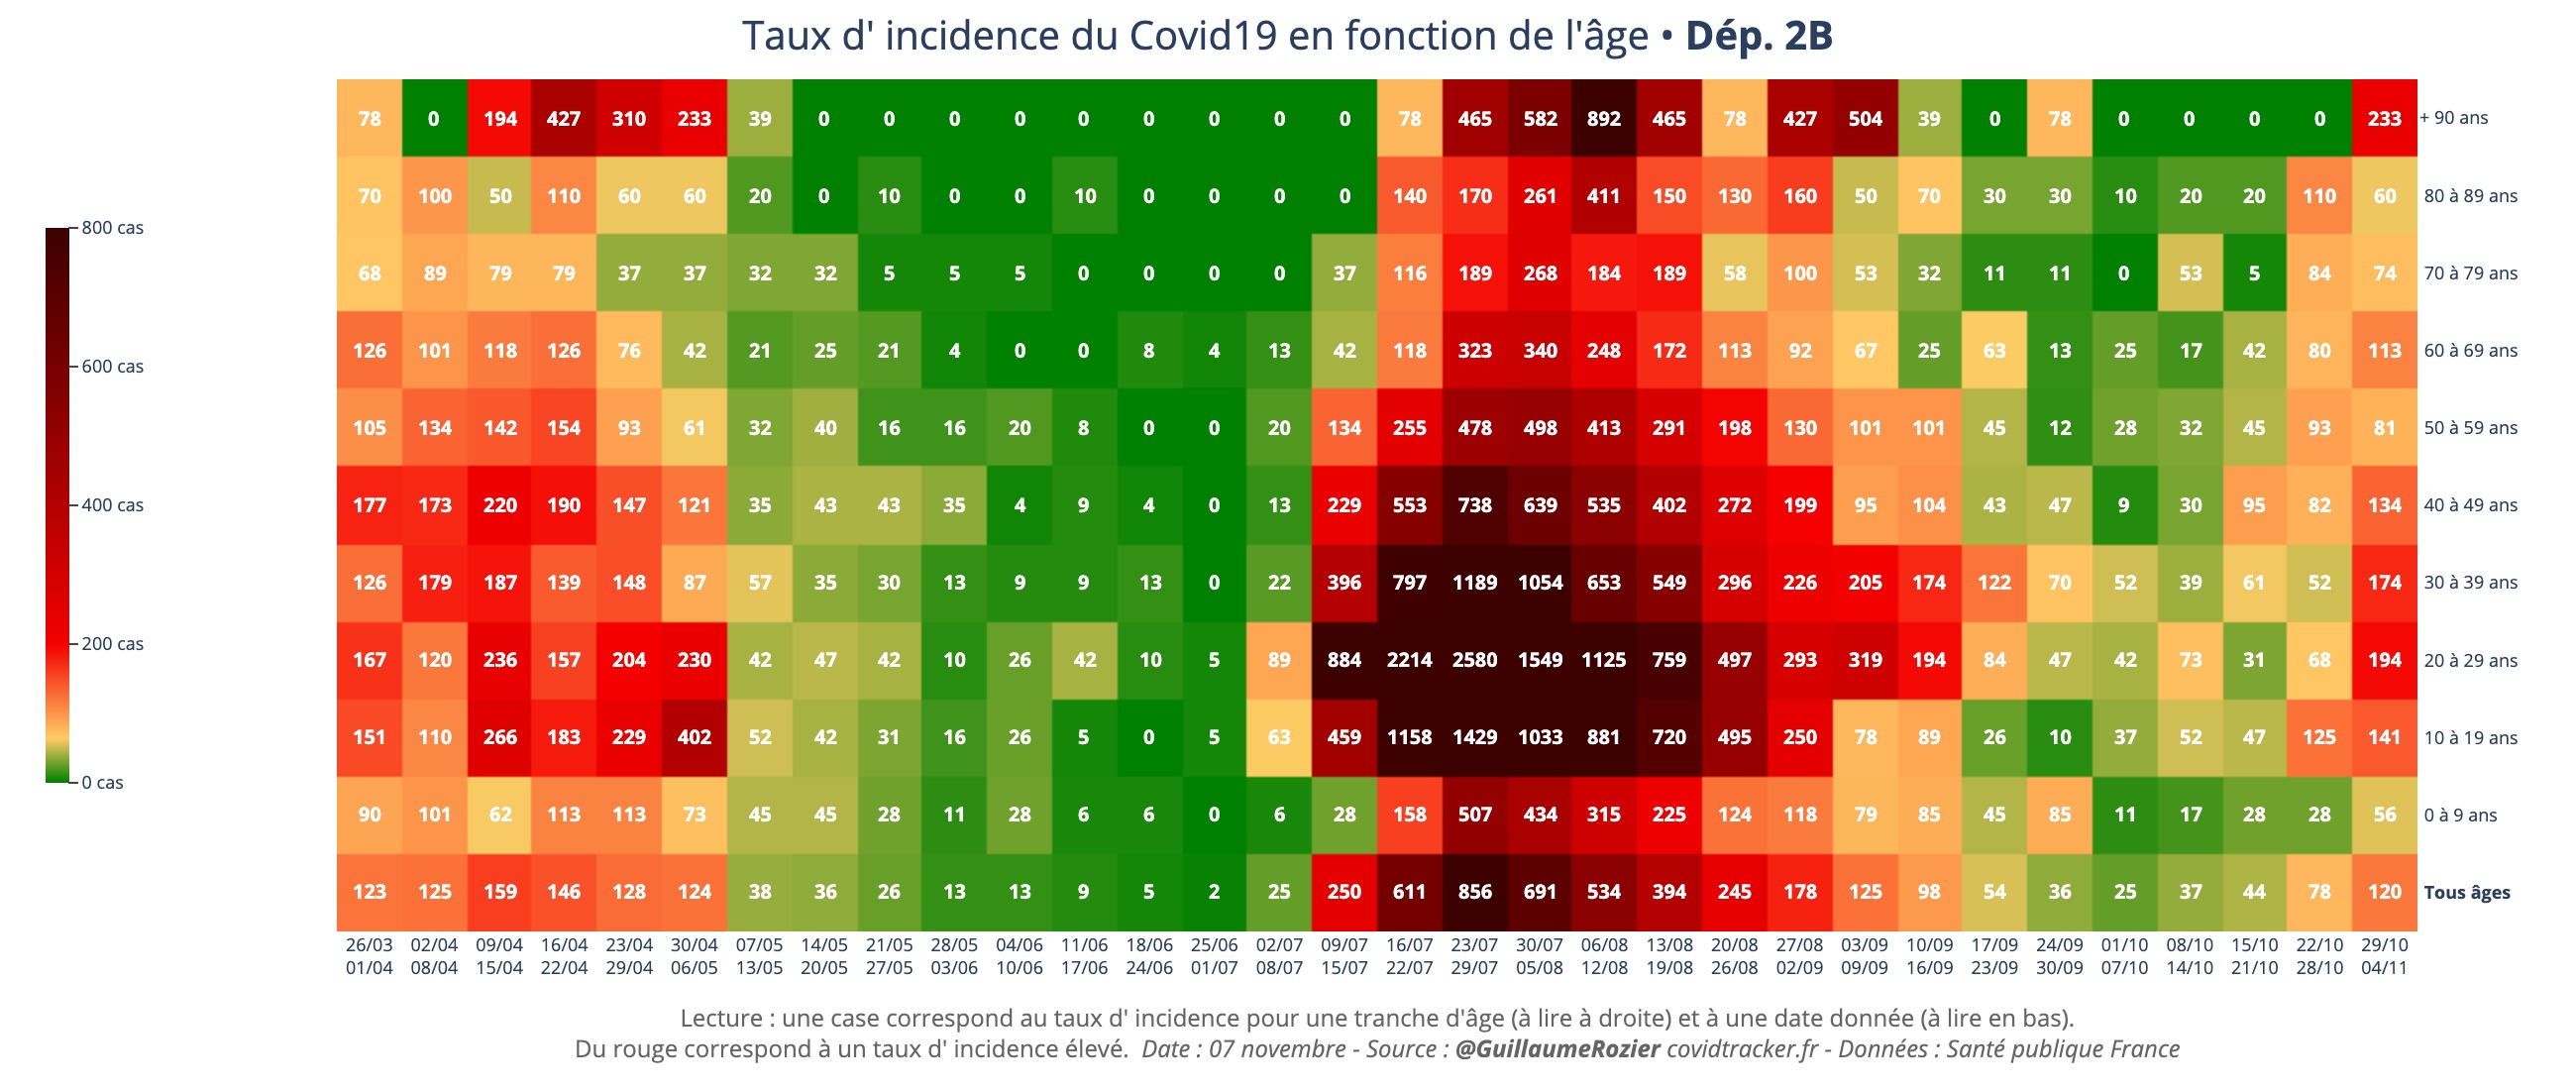 Taux d' incidence du Covid19 en fonction de l'âge • Dép. 2B
78 0 194 427 310 233 39 0 0 0 0 0 0 0 0 0 78 465 582 892 465 78 427 504 39 0 78 0 0 0 0 233 + 90 ans
70 100 50 110 60 60 20 0 10 0 0 10 0 0 0 0 140 170 261 411 150 130 160 50 70 30 30 10 20 20 110 60 80 à 89 ans
800 cas
68 89 79 79 37 37 32 32 5 5 5 0 0 0 0 37 116 189 268 184 189 58 100 53 32 11 11 0 53 5 84 74 70 à 79 ans
126 101 118 126 76 42 21 25 21 4 0 0 8 4 13 42 118 323 340 248 172 113 92 67 25 63 13 25 17 42 80 113 60 à 69 ans
600 cas
105 134 142 154 93 61 32 40 16 16 20 8 0 0 20 134 255 478 498 413 291 198 130 101 101 45 12 28 32 45 93 81 50 à 59 ans
400 cas
177 173 220 190 147 121 35 43 43 35 4 9 4 0 13 229 553 738 639 535 402 272 199 95 104 43 47 9 30 95 82 134 40 à 49 ans
126 179 187 139 148 87 57 35 30 13 9 9 13 0 22 396 797 1189 1054 653 549 296 226 205 174 122 70 52 39 61 52 174 30 à 39 ans
200 cas
167 120 236 157 204 230 42 47 42 10 26 42 10 5 89 884 2214 2580 1549 1125 759 497 293 319 194 84 47 42 73 31 68 194 20 à 29 ans
151 110 266 183 229 402 52 42 31 16 26 5 0 5 63 459 1158 1429 1033 881 720 495 250 78 89 26 10 37 52 47 125 141 10 à 19 ans
0 cas
90 101 62 113 113 73 45 45 28 11 28 6 6 0 6 28 158 507 434 315 225 124 118 79 85 45 85 11 17 28 28 56 0 à 9 ans
123 125 159 146 128 124 38 36 26 13 13 9 5 2 25 250 611 856 691 534 394 245 178 125 98 54 36 25 37 44 78 120 Tous âges
26/03 02/04 09/04 16/04 23/04 30/04 07/05 14/05 21/05 28/05 04/06 11/06 18/06 25/06 02/07 09/07 16/07 23/07 30/07 06/08 13/08 20/08 27/08 03/09 10/09 17/09 24/09 01/10 08/10 15/10 22/10 29/10
01/04 08/04 15/04 22/04 29/04 06/05 13/05 20/05 27/05 03/06 10/06 17/06 24/06 01/07 08/07 15/07 22/07 29/07 05/08 12/08 19/08 26/08 02/09 09/09 16/09 23/09 30/09 07/10 14/10 21/10 28/10 04/11
Lecture : une case correspond au taux d' incidence pour une tranche d'âge (à lire à droite) et à une date donnée (à lire en bas).
Du rouge correspond à un taux d' incidence élevé. Date : 07 novembre - Source : @GuillaumeRozier covidtracker.fr - Données : Santé publique France